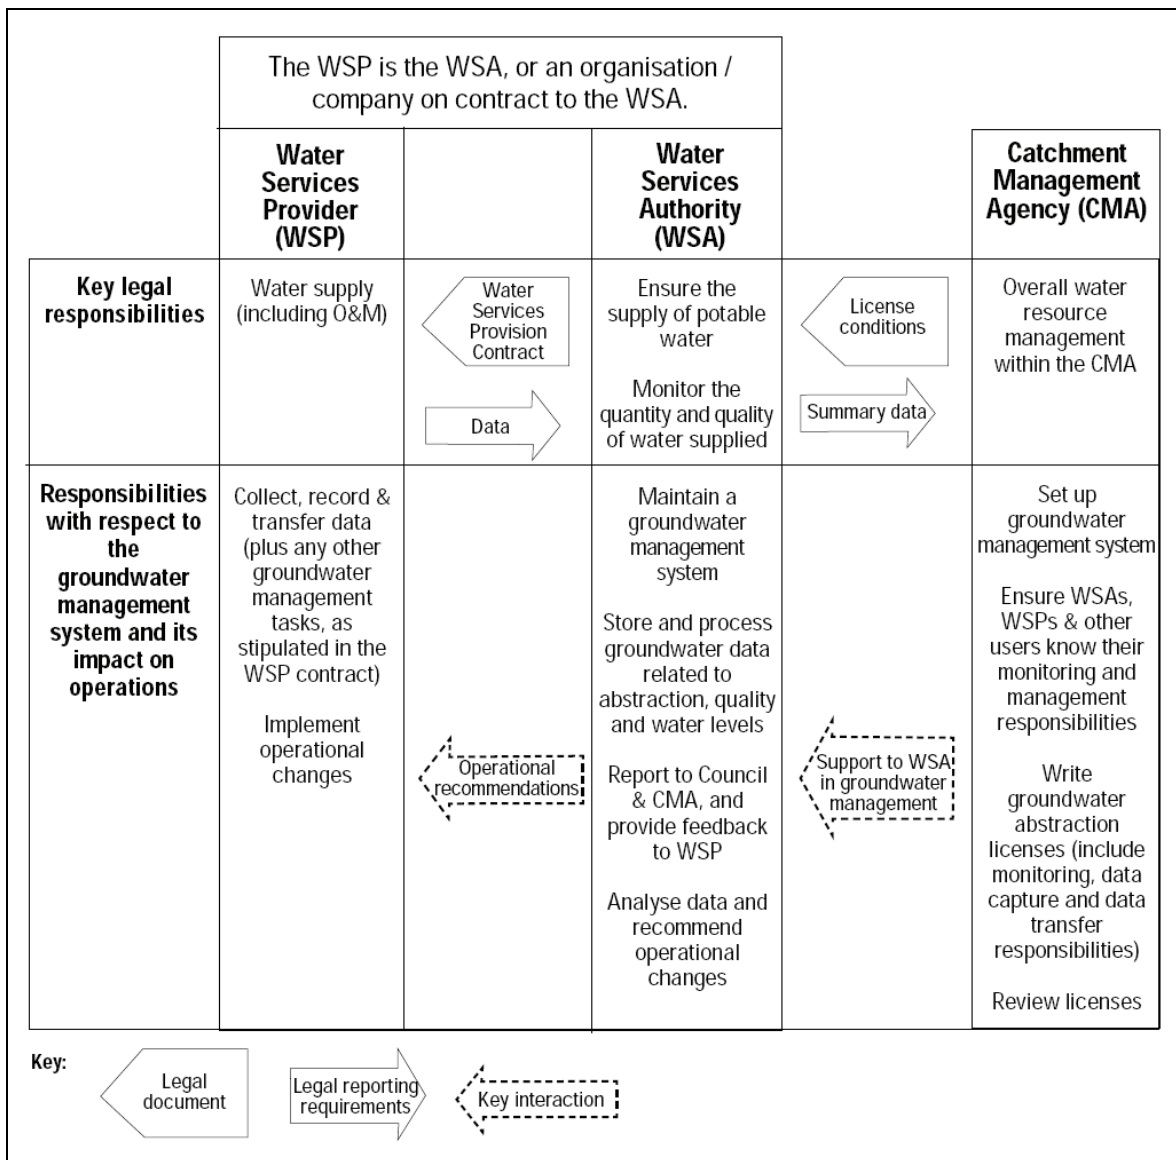 The WSP is the WSA, or an organisation /
company on contract to the WSA.
Water
Services
Provider
(WSP)
Water
Services
Authority
(WSA)
Catchment
Management
Agency (CMA)
Key legal
responsibilities
Water supply
(including O&M)
Water
Services
Provision
Contract
Data
Ensure the
supply of potable
water
Monitor the
quantity and quality
of water supplied
License
conditions
Summary data
Overall water
resource
management
within the CMA
Responsibilities
with respect to
the
groundwater
management
system and its
impact on
operations
Collect, record &
transfer data
(plus any other
groundwater
management
tasks, as
stipulated in the
WSP contract)
Implement
operational
changes
Operational
recommendations
Maintain a
groundwater
management
system
Store and process
groundwater data
related to
abstraction, quality
and water levels
Report to Council
& CMA, and
provide feedback
to WSP
Analyse data and
recommend
operational
changes
Support to WSA
in groundwater
management
Set up
groundwater
management system
Ensure WSAs,
WSPs & other
users know their
monitoring and
management
responsibilities
Write
groundwater
abstraction
licenses (include
monitoring, data
capture and data
transfer
responsibilities)
Review licenses
Key:
Legal
document
Legal reporting
requirements
Key interaction